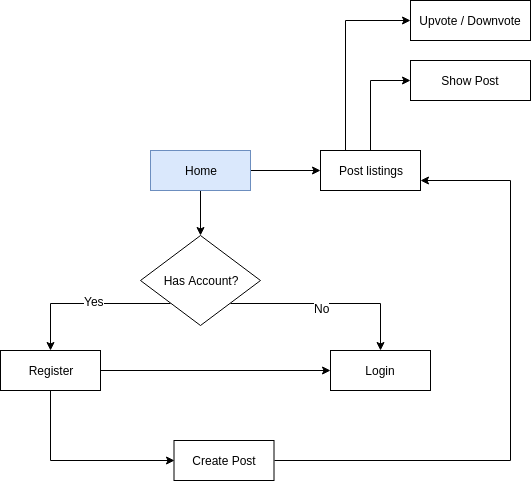 Upvote / Downvote
Show Post
Home
Post listings
Has Account?
Yes
No
Register
Login
Create Post